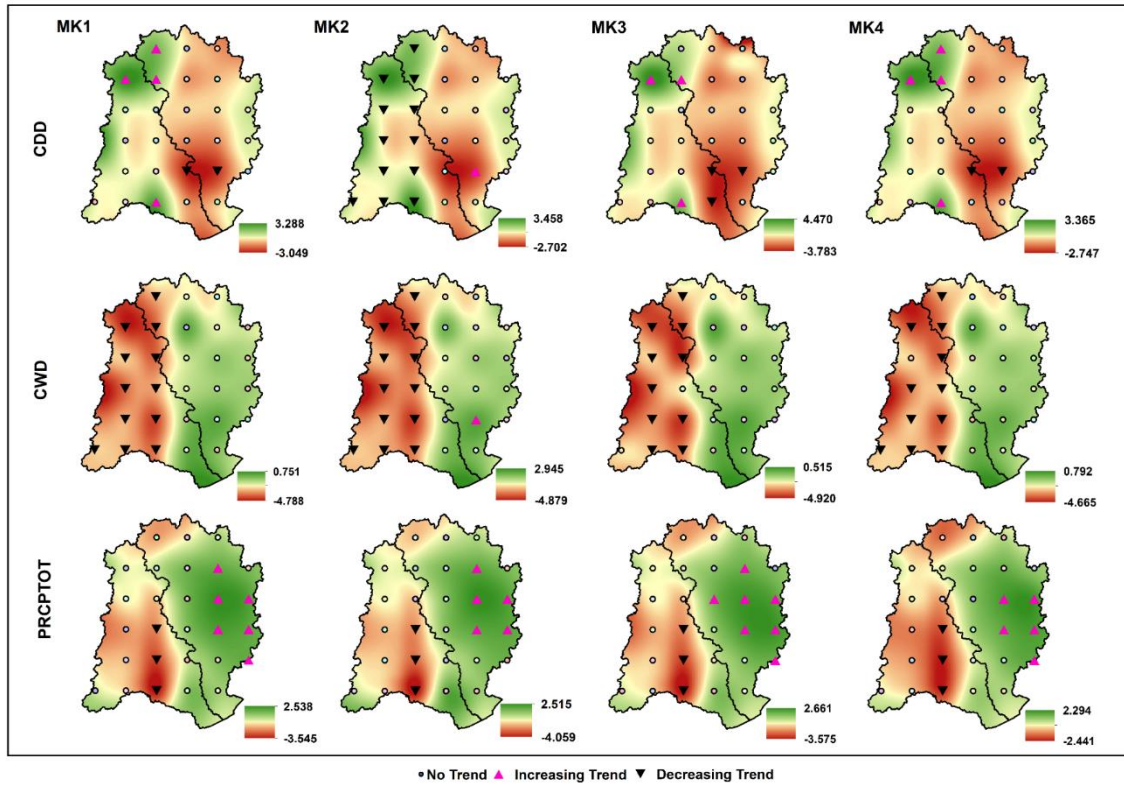 MK1 MK2 MK3 MK4
CDD
3.288 3.458 4.470 3.365
-3.049 -2.702 -3.783 -2.747
CWD
0.751 2.945 0.515 0.792
-4.788 -4.879 -4.920 -4.665
PRCPTOT
2.538 2.515 2.661 2.294
-3.545 -4.059 -3.575 -2.441
No Trend Increasing Trend Decreasing Trend